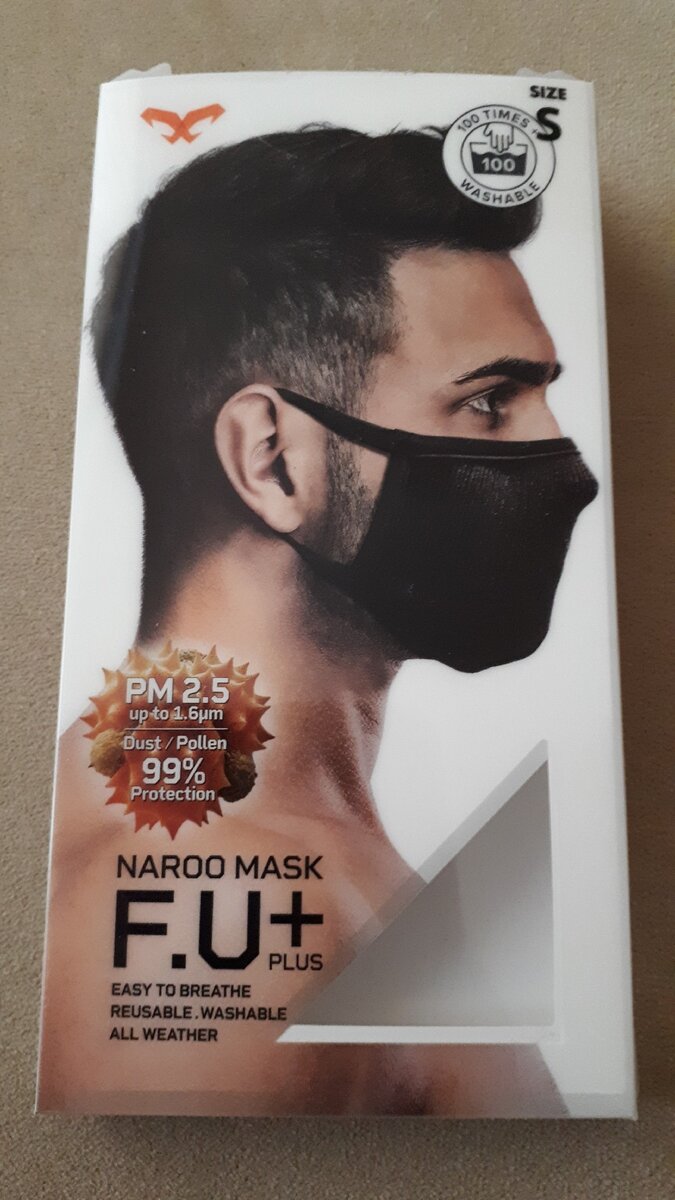 SIZE
S
100 TIMES +
100
WASHABLE
PM 2.5
up to 1.6µm
Dust / Pollen
99%
Protection
NAROO MASK
F.U+
PLUS
EASY TO BREATHE
REUSABLE . WASHABLE
ALL WEATHER